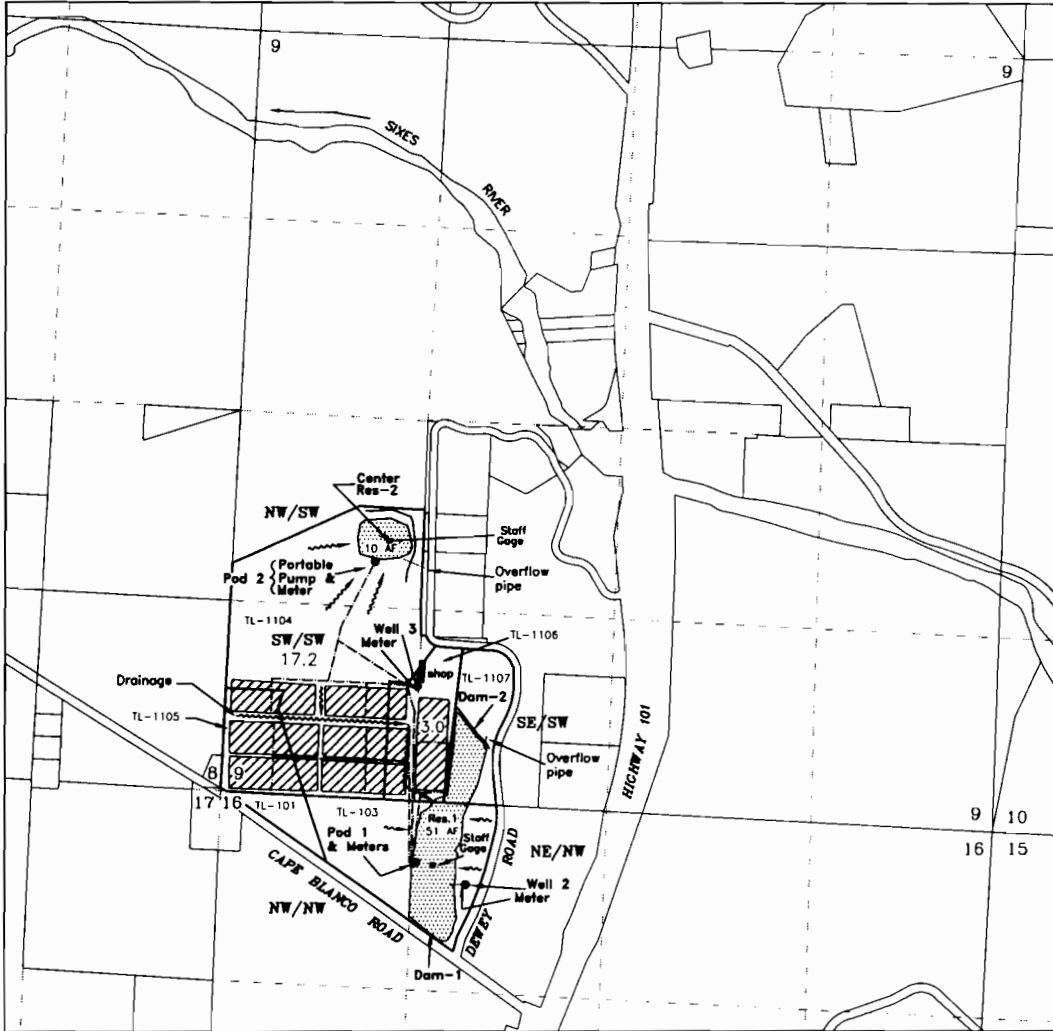 9
9
SIXES
RIVER
Center
Res-2
NW/SW
Staff
Gage
10 AF
Portable
Pod 2 { Pump &
Meter
Overflow
pipe
TL-1104
Well 3
Meter
TL-1106
SW/SW
17.2
shop
TL-1107
Drainage
Dam-2
TL-1105
3.0
SE/SW
HIGHWAY 101
Overflow
pipe
8 9
17 16
TL-101
TL-103
Res.1
51 AF
9 10
16 15
Pod 1
& Meters
Staff
Gage
ROAD
NE/NW
CAPE BLANCO ROAD
Well 2
Meter
NW/NW
DEWEY
Dam-1